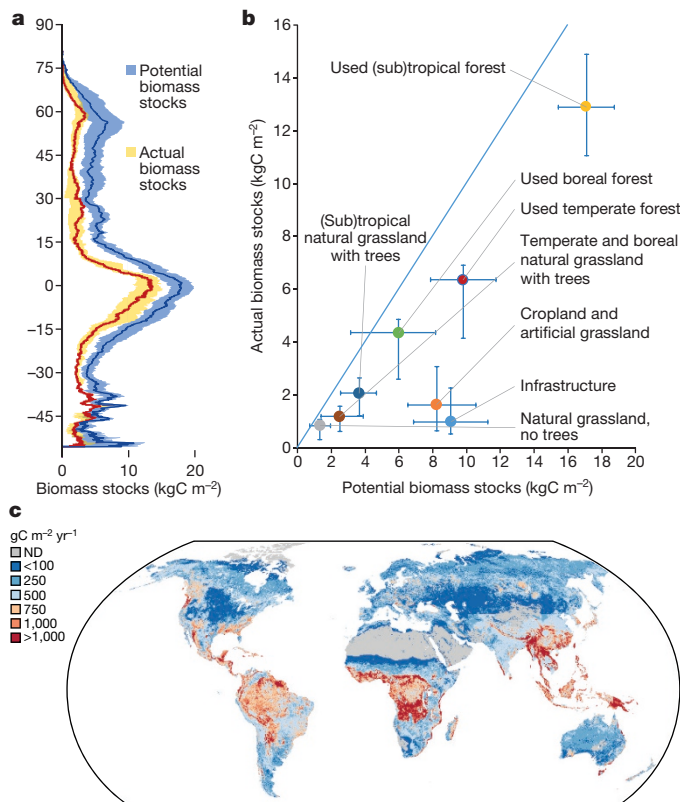 a
90
75
60
45
30
15
0
−15
−30
−45
0
10
20
Biomass stocks (kgC m−2)
Potential
biomass
stocks
Actual
biomass
stocks
b
16
14
12
10
8
6
4
2
0
0
2
4
6
8
10
12
14
16
18
20
Actual biomass stocks (kgC m−2)
Potential biomass stocks (kgC m−2)
Used (sub)tropical forest
Used boreal forest
Used temperate forest
(Sub)tropical
natural grassland
with trees
Temperate and boreal
natural grassland
with trees
Cropland and
artificial grassland
Infrastructure
Natural grassland,
no trees
c
gC m−2 yr−1
ND
<100
250
500
750
1,000
>1,000